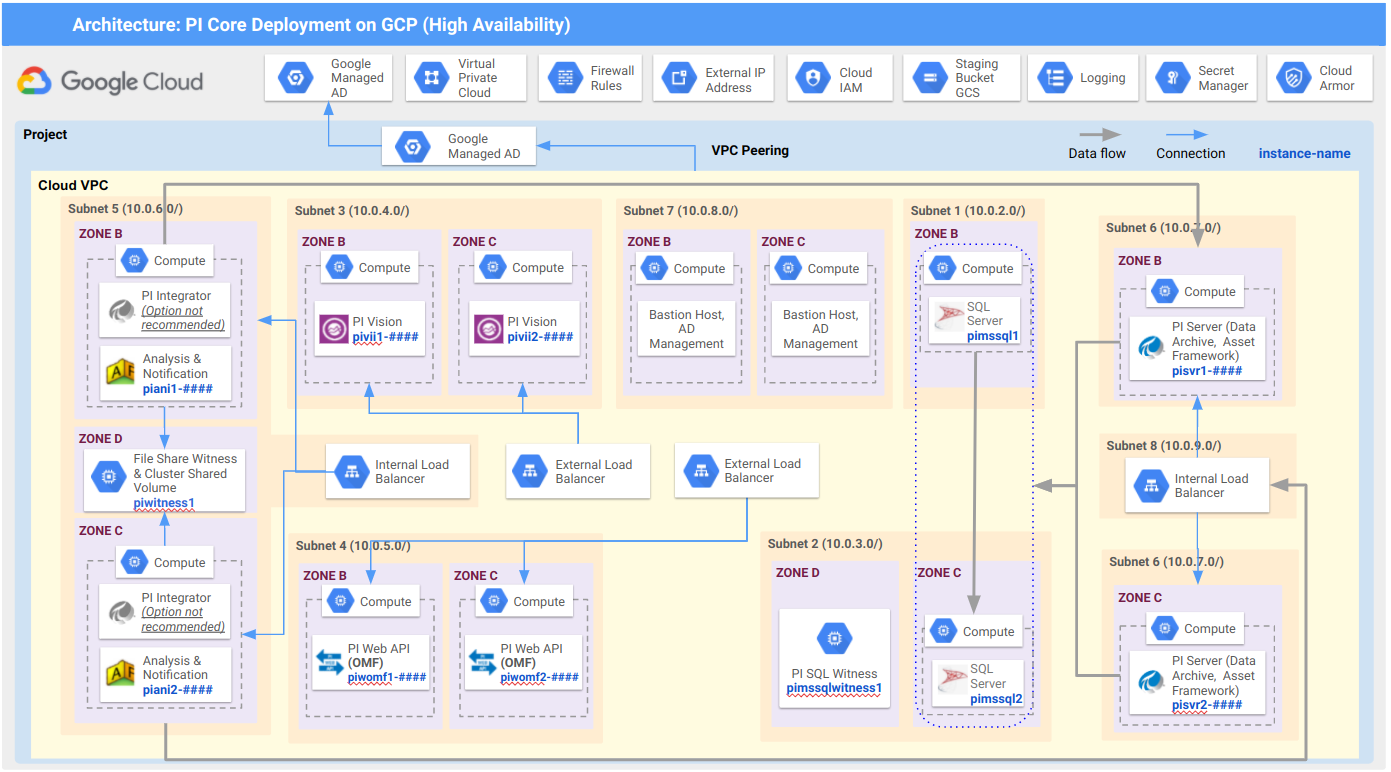 Architecture: PI Core Deployment on GCP (High Availability)
Google Cloud
Google
Managed
AD
Virtual
Private
Cloud
Firewall
Rules
External IP
Address
Cloud
IAM
Staging
Bucket
GCS
Logging
Secret
Manager
Cloud
Armor
Project
Google
Managed AD
VPC Peering
Data flow
Connection
instance-name
Cloud VPC
Subnet 5 (10.0.6.0/)
ZONE B
Compute
PI Integrator
(Option not
recommended)
Analysis &
Notification
piani1-####
ZONE D
File Share Witness
& Cluster Shared
Volume
piwitness1
ZONE C
Compute
PI Integrator
(Option not
recommended)
Analysis &
Notification
piani2-####
Subnet 3 (10.0.4.0/)
ZONE B
Compute
PI Vision
pivii1-####
ZONE C
Compute
PI Vision
pivii2-####
Subnet 7 (10.0.8.0/)
ZONE B
Compute
Bastion Host,
AD
Management
ZONE C
Compute
Bastion Host,
AD
Management
Subnet 1 (10.0.2.0/)
ZONE B
Compute
SQL
Server
pimssql1
Subnet 6 (10.0.7.0/)
ZONE B
Compute
PI Server (Data
Archive, Asset
Framework)
pisvr1-####
Internal Load
Balancer
External Load
Balancer
External Load
Balancer
Subnet 8 (10.0.9.0/)
Internal Load
Balancer
Subnet 4 (10.0.5.0/)
ZONE B
Compute
PI Web API
(OMF)
piwomf1-####
ZONE C
Compute
PI Web API
(OMF)
piwomf2-####
Subnet 2 (10.0.3.0/)
ZONE D
PI SQL Witness
pimssqlwitness1
ZONE C
Compute
SQL
Server
pimssql2
Subnet 6 (10.0.7.0/)
ZONE C
Compute
PI Server (Data
Archive, Asset
Framework)
pisvr2-####